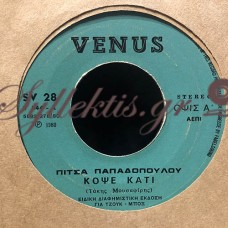 VENUS
SV 28
STEREO
ΟΨΙΣ Α'
ΑΕΠΙ
℗ 1982
ΠΙΤΣΑ ΠΑΠΑΔΟΠΟΥΛΟΥ
ΚΟΨΕ ΚΑΤΙ
(Τάκης Μουσαφίρης)
ΕΙΔΙΚΗ ΔΙΑΦΗΜΙΣΤΙΚΗ ΕΚΔΟΣΗ
ΓΙΑ ΤΖΟΥΚ - ΜΠΟΞ
Syllektis.gr